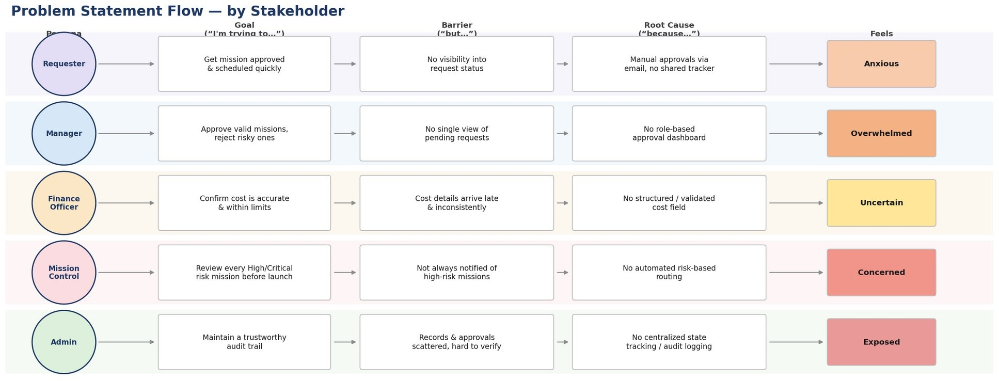 Problem Statement Flow — by Stakeholder
Goal
(“I'm trying to…”)
Barrier
(“but…”)
Root Cause
(“because…”)
Feels
Requester
Get mission approved
& scheduled quickly
No visibility into
request status
Manual approvals via
email, no shared tracker
Anxious
Manager
Approve valid missions,
reject risky ones
No single view of
pending requests
No role-based
approval dashboard
Overwhelmed
Finance
Officer
Confirm cost is accurate
& within limits
Cost details arrive late
& inconsistently
No structured / validated
cost field
Uncertain
Mission
Control
Review every High/Critical
risk mission before launch
Not always notified of
high-risk missions
No automated risk-based
routing
Concerned
Admin
Maintain a trustworthy
audit trail
Records & approvals
scattered, hard to verify
No centralized state
tracking / audit logging
Exposed